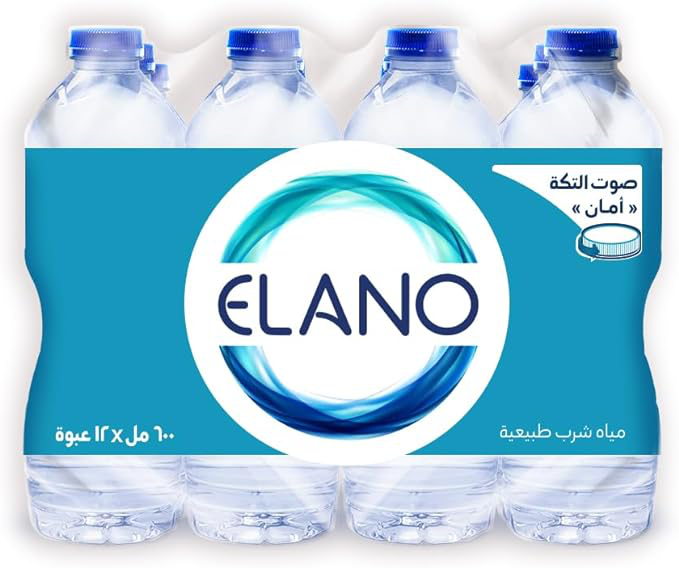 صوت التكة
« أمان »
ELANO
٦٠٠ مل x ١٢ عبوة
مياه شرب طبيعية